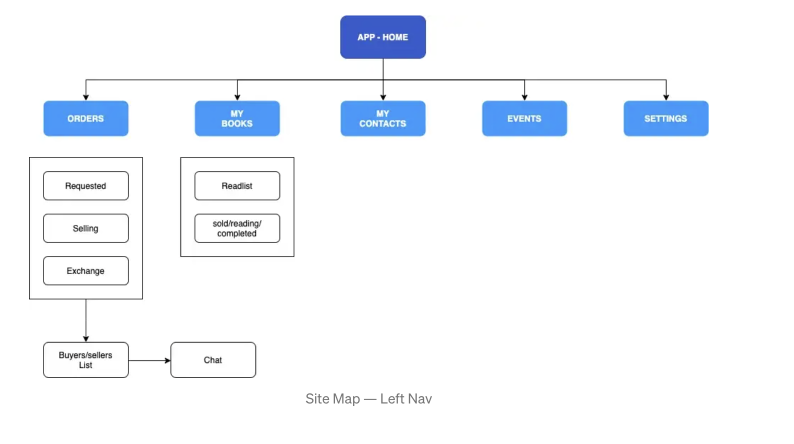 APP - HOME
ORDERS
MY
BOOKS
MY
CONTACTS
EVENTS
SETTINGS
Requested
Selling
Exchange
Readlist
sold/reading/
completed
Buyers/sellers
List
Chat
Site Map — Left Nav